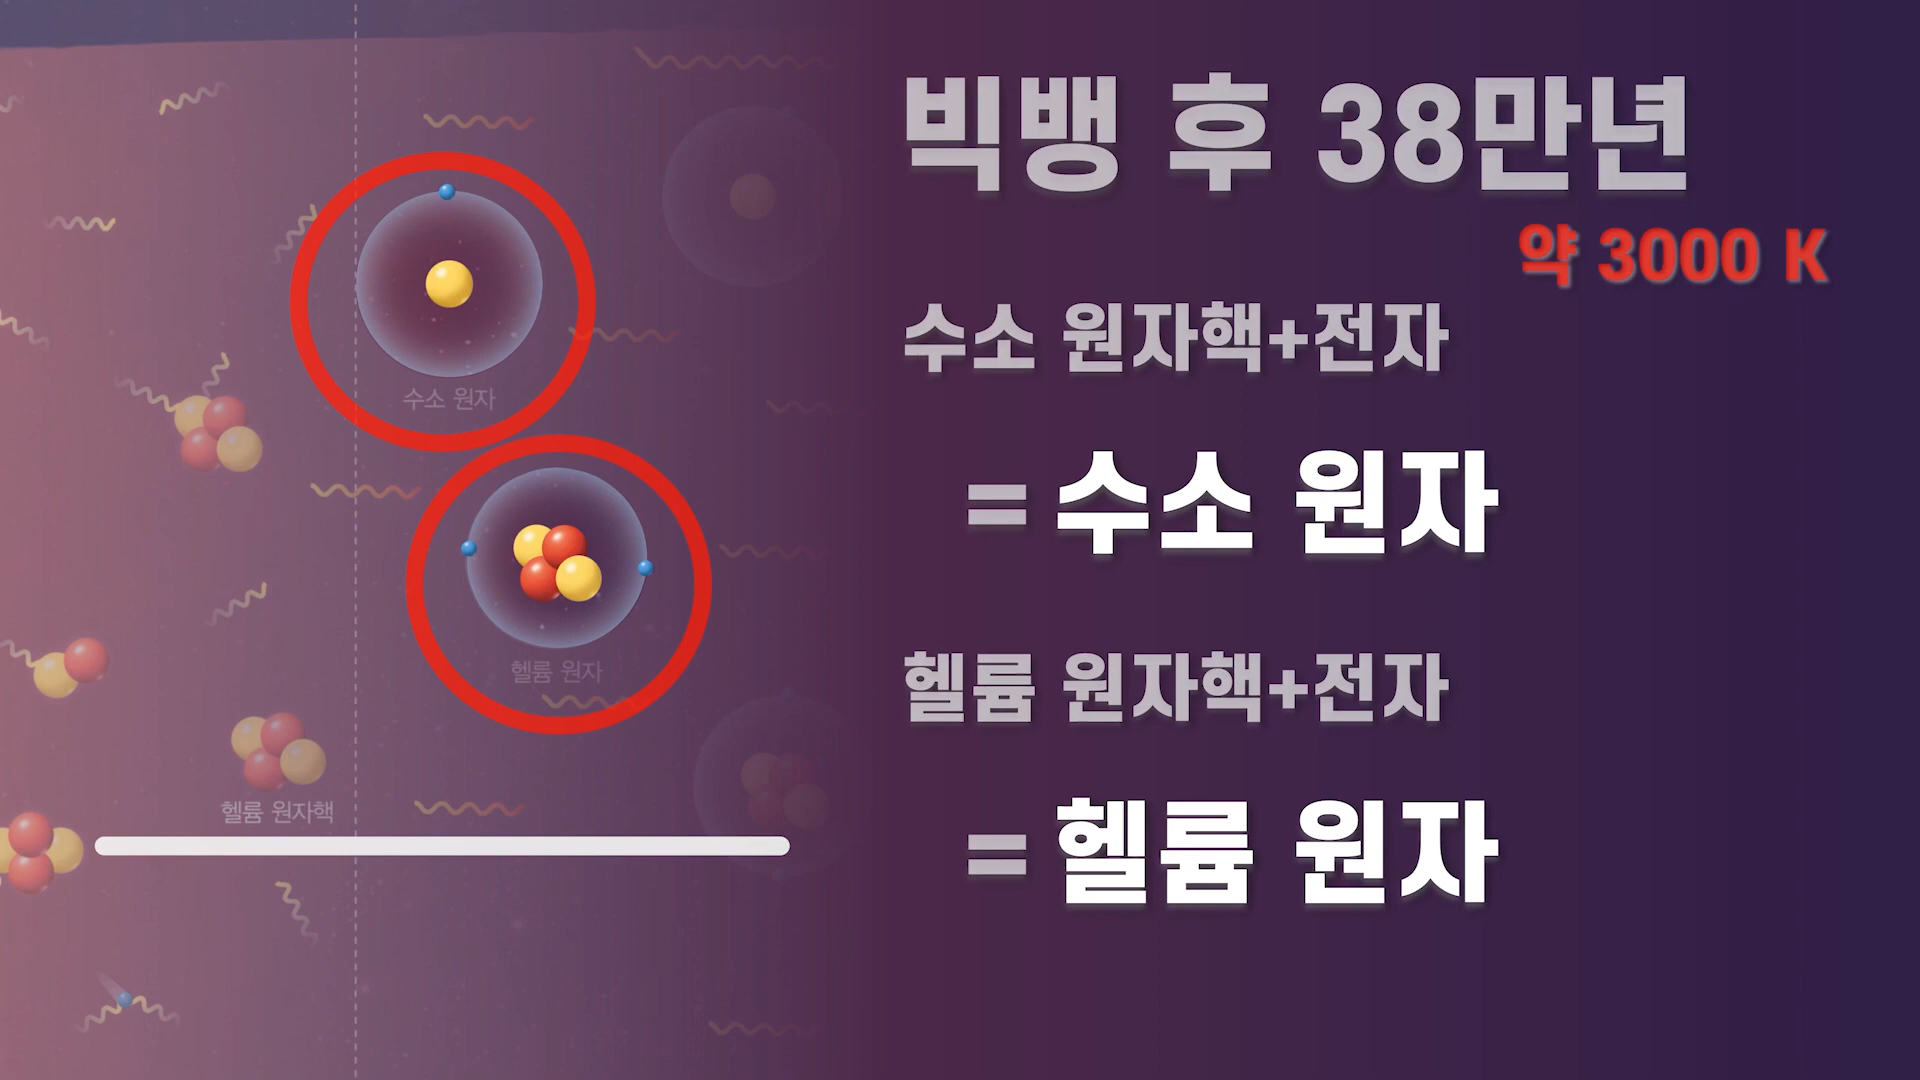 빅뱅 후 38만년
약 3000 K
수소 원자핵+전자
= 수소 원자
헬륨 원자핵+전자
= 헬륨 원자
수소 원자
헬륨 원자
헬륨 원자핵